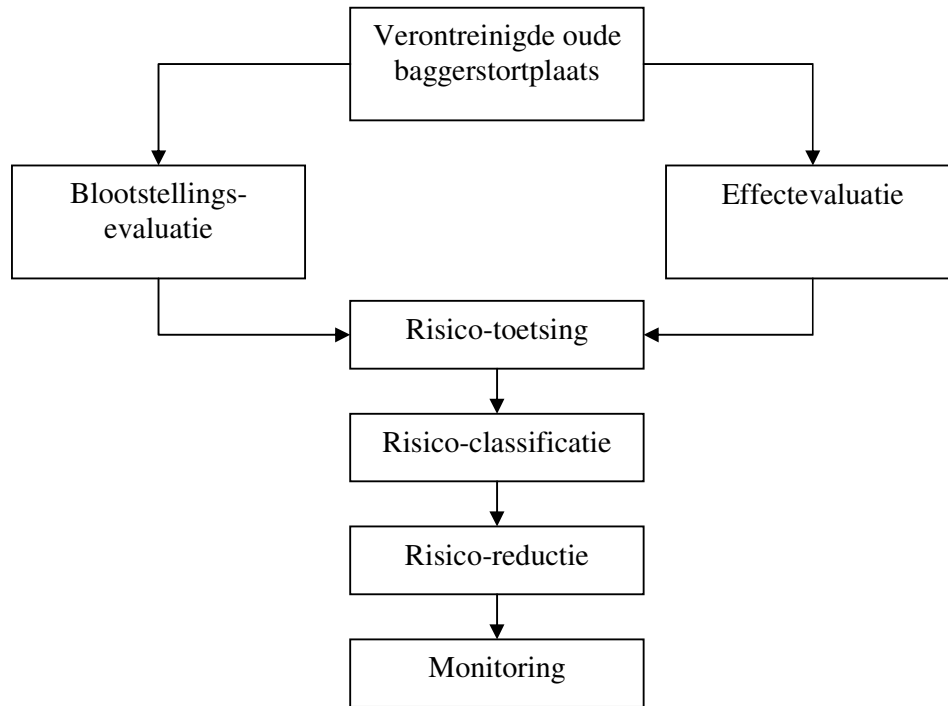 Verontreinigde oude
baggerstortplaats
Blootstellings-
evaluatie
Effectevaluatie
Risico-toetsing
Risico-classificatie
Risico-reductie
Monitoring